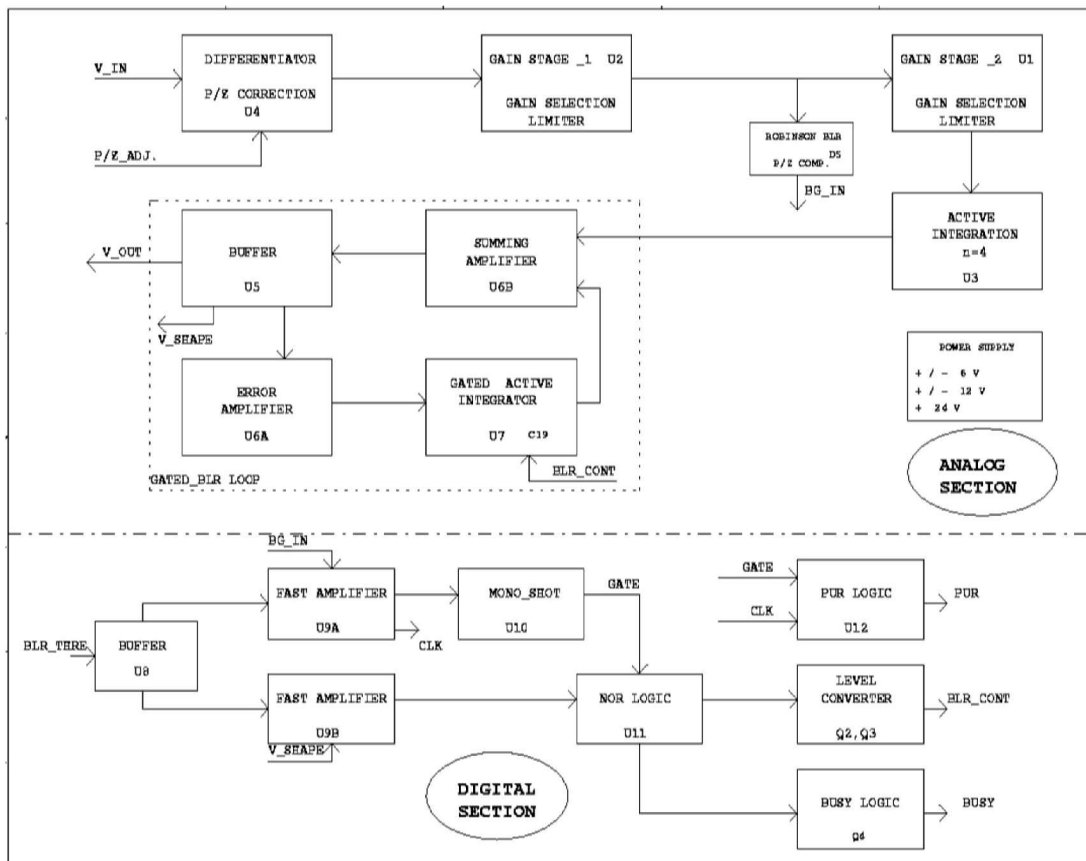 V_IN
DIFFERENTIATOR
P/Z CORRECTION
U4
P/Z_ADJ.
GAIN STAGE _1 U2
GAIN SELECTION
LIMITER
GAIN STAGE _2 U1
GAIN SELECTION
LIMITER
ROBINSON BLR
D5
P/Z COMP.
BG_IN
ACTIVE
INTEGRATION
n=4
U3
V_OUT
BUFFER
U5
SUMMING
AMPLIFIER
U6B
V_SHAPE
ERROR
AMPLIFIER
U6A
GATED ACTIVE
INTEGRATOR
U7 C19
BLR_CONT
GATED_BLR LOOP
POWER SUPPLY
+ / - 6 V
+ / - 12 V
+ 24 V
ANALOG
SECTION
BG_IN
FAST AMPLIFIER
U9A
CLK
MONO_SHOT
U10
GATE
GATE
CLK
PUR LOGIC
U12
PUR
BLR_THRE
BUFFER
U8
FAST AMPLIFIER
U9B
V_SHAPE
NOR LOGIC
U11
LEVEL
CONVERTER
Q2,Q3
BLR_CONT
DIGITAL
SECTION
BUSY LOGIC
Q4
BUSY